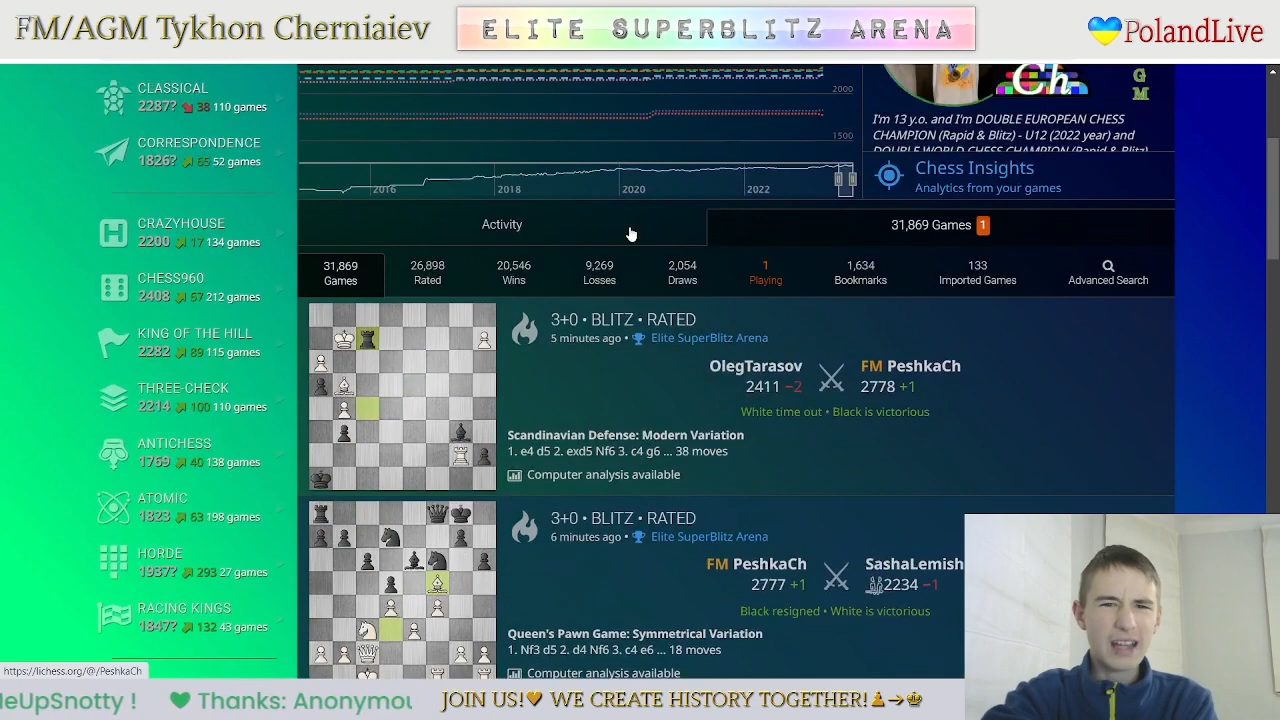 FM/AGM Tykhon Cherniaiev
ELITE SUPERBLITZ ARENA
PolandLive
CLASSICAL
2287? 38 110 games
CORRESPONDENCE
1826? 65 52 games
CRAZYHOUSE
2200 17 134 games
CHESS960
2408 57 212 games
KING OF THE HILL
2282 89 115 games
THREE-CHECK
2214 100 110 games
ANTICHESS
1769 40 138 games
ATOMIC
1823 63 198 games
HORDE
1937? 293 27 games
RACING KINGS
1847? 132 43 games
2000
1500
2016 2018 2020 2022
Ch
G
M
I'm 13 y.o. and I'm DOUBLE EUROPEAN CHESS
CHAMPION (Rapid & Blitz) - U12 (2022 year) and
DOUBLE WORLD CHESS CHAMPION (Rapid & Blitz)
Chess Insights
Analytics from your games
Activity
31,869 Games 1
31,869 Games
26,898 Rated
20,546 Wins
9,269 Losses
2,054 Draws
1 Playing
1,634 Bookmarks
133 Imported Games
Advanced Search
3+0 • BLITZ • RATED
5 minutes ago • Elite SuperBlitz Arena
OlegTarasov FM PeshkaCh
2411 −2 2778 +1
White time out • Black is victorious
Scandinavian Defense: Modern Variation
1. e4 d5 2. exd5 Nf6 3. c4 g6 ... 38 moves
Computer analysis available
3+0 • BLITZ • RATED
6 minutes ago • Elite SuperBlitz Arena
FM PeshkaCh SashaLemish
2777 +1 2234 −1
Black resigned • White is victorious
Queen's Pawn Game: Symmetrical Variation
1. Nf3 d5 2. d4 Nf6 3. c4 e6 ... 18 moves
Computer analysis available
https://lichess.org/@/PeshkaCh
leUpSnotty ! Thanks: Anonymou
JOIN US! WE CREATE HISTORY TOGETHER!